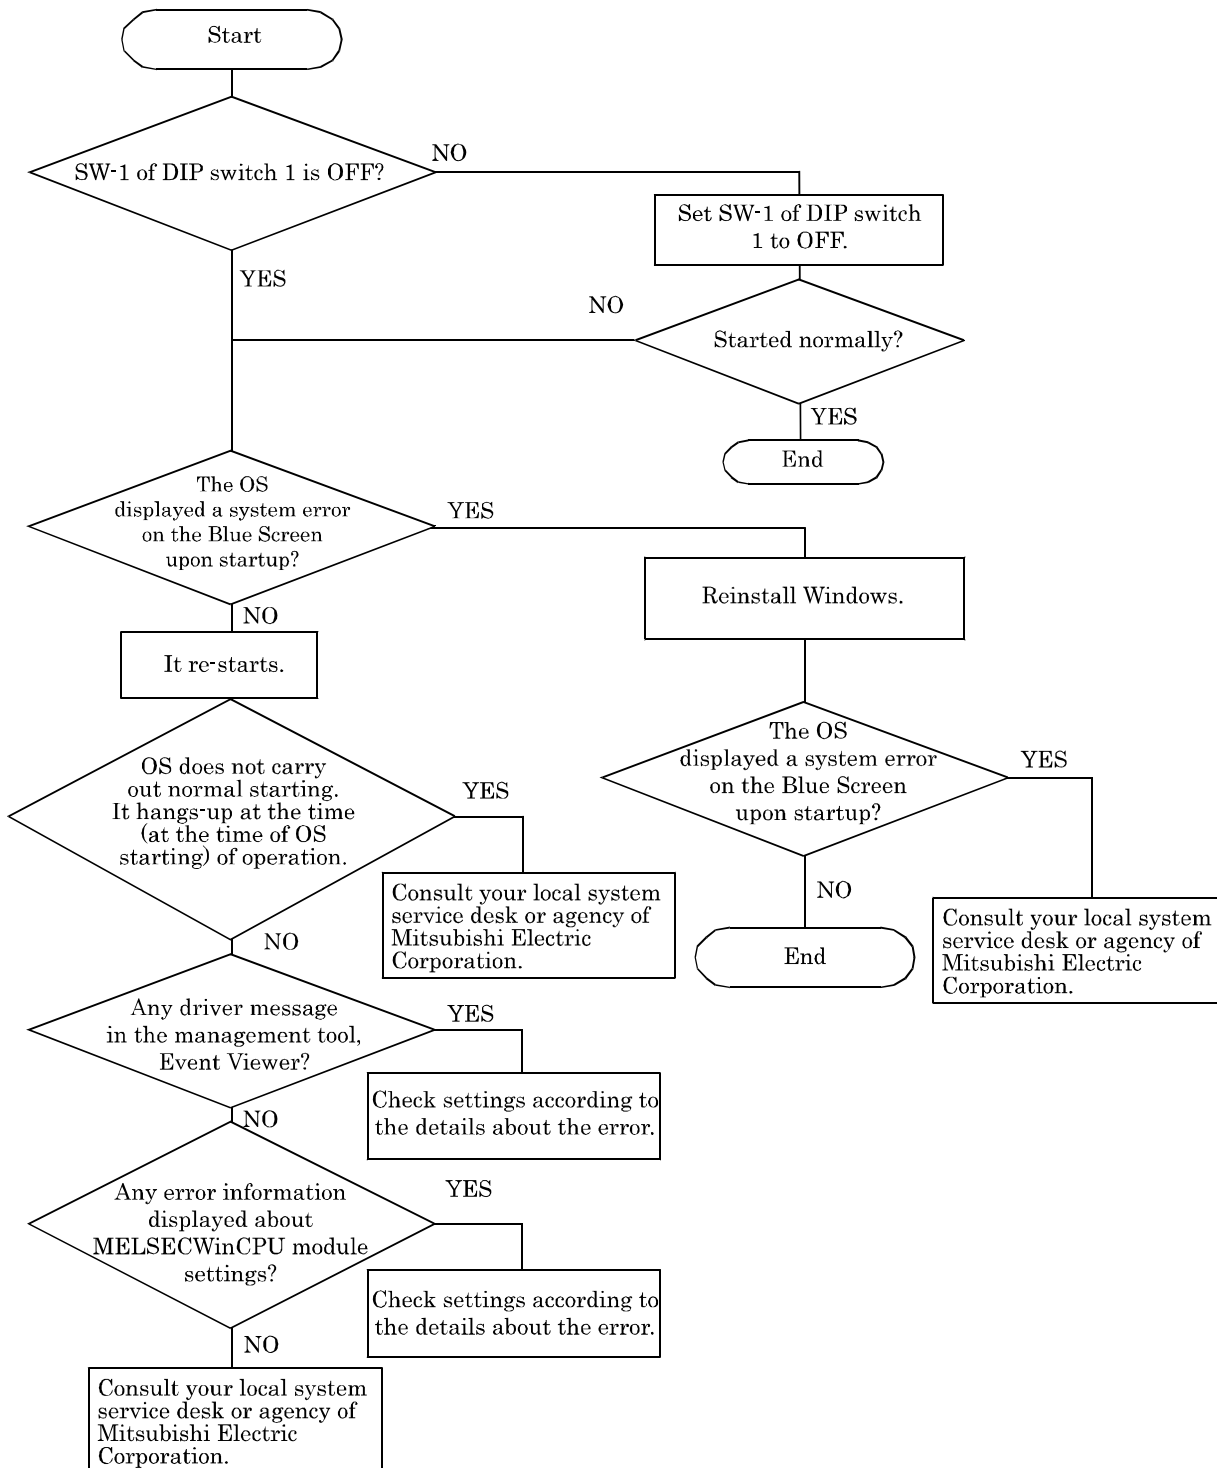 Start
SW-1 of DIP switch 1 is OFF?
NO
Set SW-1 of DIP switch
1 to OFF.
YES
NO
Started normally?
YES
End
The OS
displayed a system error
on the Blue Screen
upon startup?
YES
Reinstall Windows.
NO
It re-starts.
The OS
displayed a system error
on the Blue Screen
upon startup?
YES
NO
End
Consult your local system
service desk or agency of
Mitsubishi Electric
Corporation.
OS does not carry
out normal starting.
It hangs-up at the time
(at the time of OS
starting) of operation.
YES
Consult your local system
service desk or agency of
Mitsubishi Electric
Corporation.
NO
Any driver message
in the management tool,
Event Viewer?
YES
Check settings according to
the details about the error.
NO
Any error information
displayed about
MELSECWinCPU module
settings?
YES
Check settings according to
the details about the error.
NO
Consult your local system
service desk or agency of
Mitsubishi Electric
Corporation.